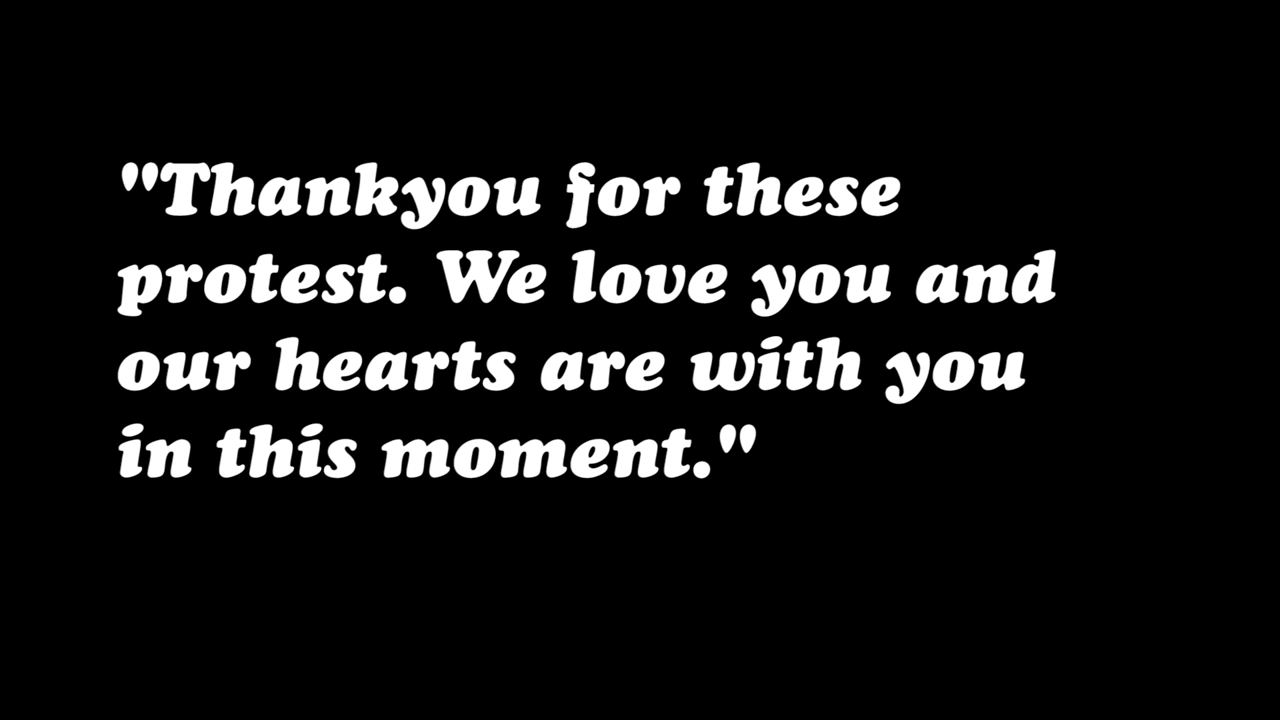 "Thankyou for these
protest. We love you and
our hearts are with you
in this moment."